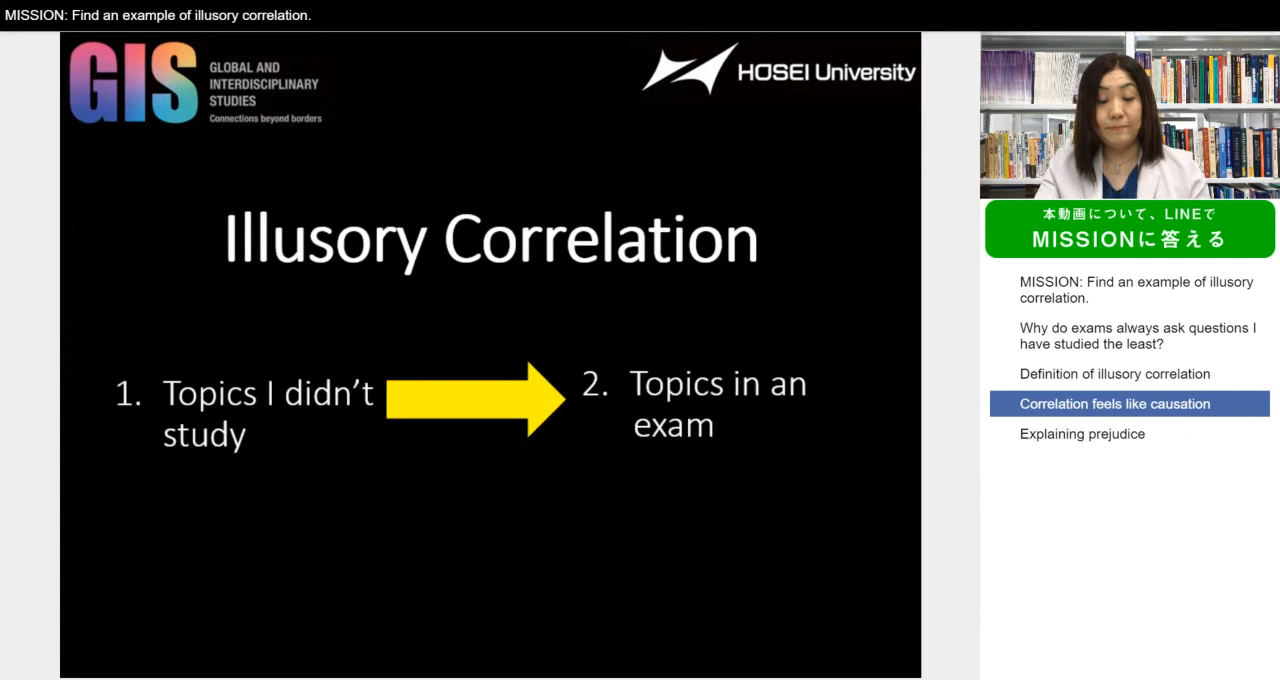 MISSION: Find an example of illusory correlation.
GIS
GLOBAL AND
INTERDISCIPLINARY
STUDIES
Connections beyond borders
HOSEI University
Illusory Correlation
1. Topics I didn't
study
2. Topics in an
exam
本動画について、LINEで
MISSIONに答える
MISSION: Find an example of illusory
correlation.
Why do exams always ask questions I
have studied the least?
Definition of illusory correlation
Correlation feels like causation
Explaining prejudice